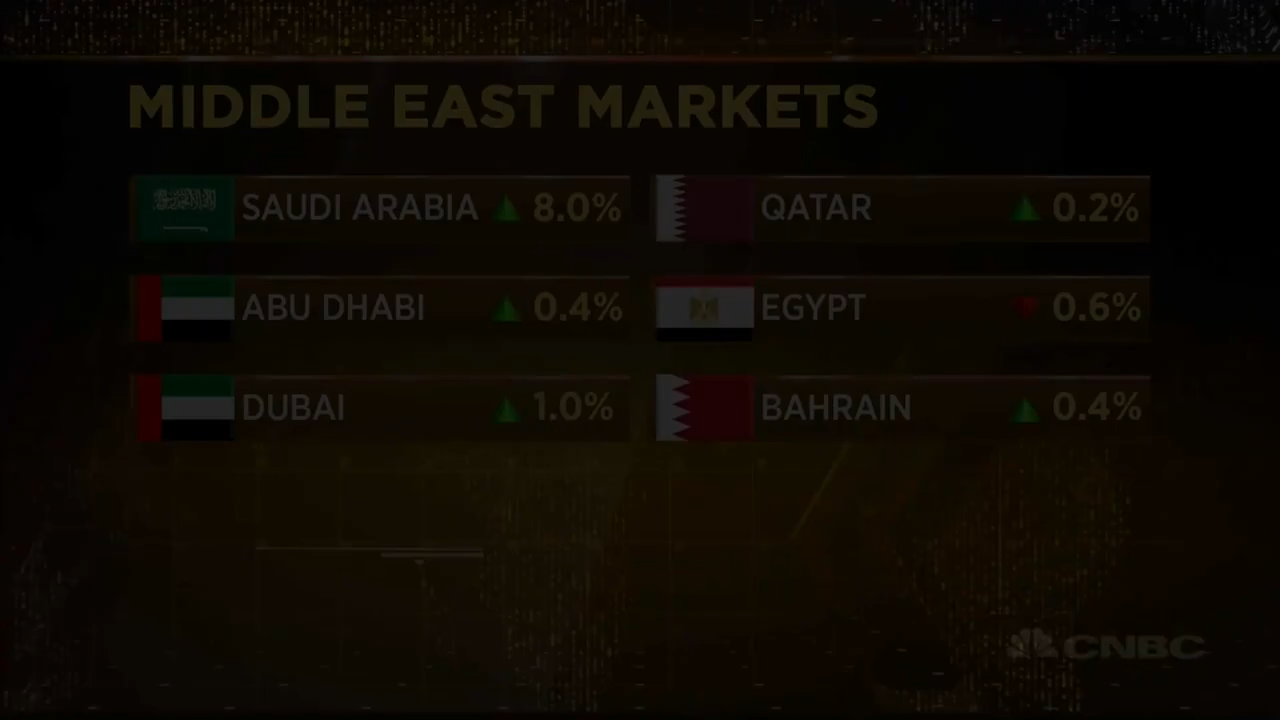 MIDDLE EAST MARKETS
SAUDI ARABIA ▲ 8.0%
QATAR ▲ 0.2%
ABU DHABI ▲ 0.4%
EGYPT ▼ 0.6%
DUBAI ▲ 1.0%
BAHRAIN ▲ 0.4%
CNBC